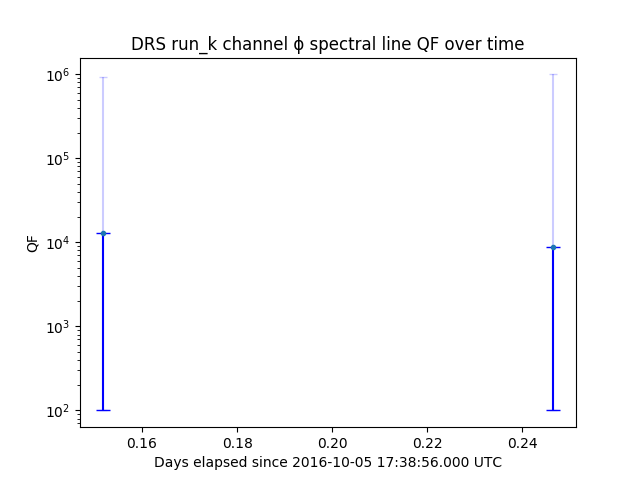 DRS run_k channel ϕ spectral line QF over time
QF
10⁶
10⁵
10⁴
10³
10²
0.16 0.18 0.20 0.22 0.24
Days elapsed since 2016-10-05 17:38:56.000 UTC